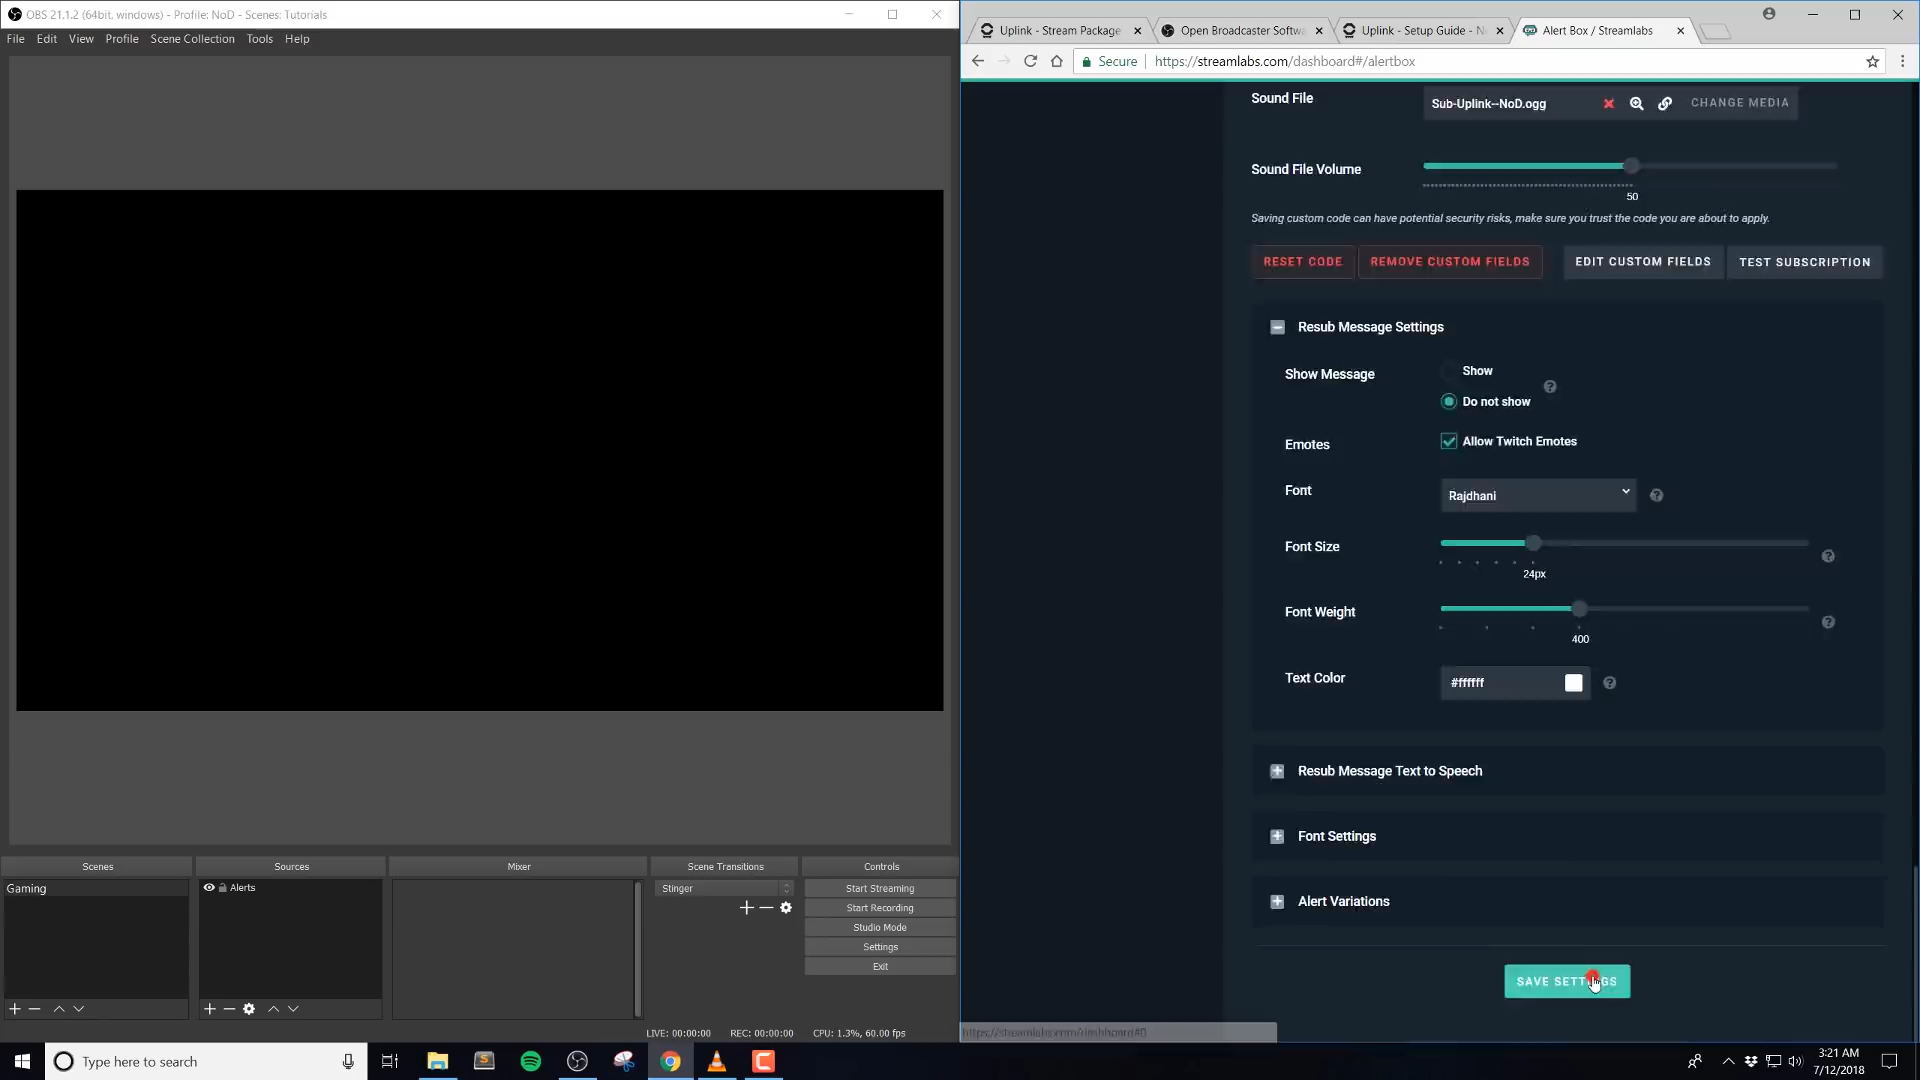 OBS 21.1.2 (64bit, windows) - Profile: NoD - Scenes: Tutorials
File Edit View Profile Scene Collection Tools Help
Scenes
Sources
Mixer
Scene Transitions
Controls
Gaming
Alerts
Stinger
Start Streaming
Start Recording
Studio Mode
Settings
Exit
LIVE: 00:00:00 REC: 00:00:00 CPU: 1.3%, 60.00 fps
Uplink - Stream Package
Open Broadcaster Softwa
Uplink - Setup Guide - N
Alert Box / Streamlabs
Secure https://streamlabs.com/dashboard#/alertbox
Sound File
Sub-Uplink--NoD.ogg
CHANGE MEDIA
Sound File Volume
50
Saving custom code can have potential security risks, make sure you trust the code you are about to apply.
RESET CODE
REMOVE CUSTOM FIELDS
EDIT CUSTOM FIELDS
TEST SUBSCRIPTION
Resub Message Settings
Show Message
Show
Do not show
Emotes
Allow Twitch Emotes
Font
Rajdhani
Font Size
24px
Font Weight
400
Text Color
#ffffff
Resub Message Text to Speech
Font Settings
Alert Variations
SAVE SETTINGS
Type here to search
3:21 AM
7/12/2018